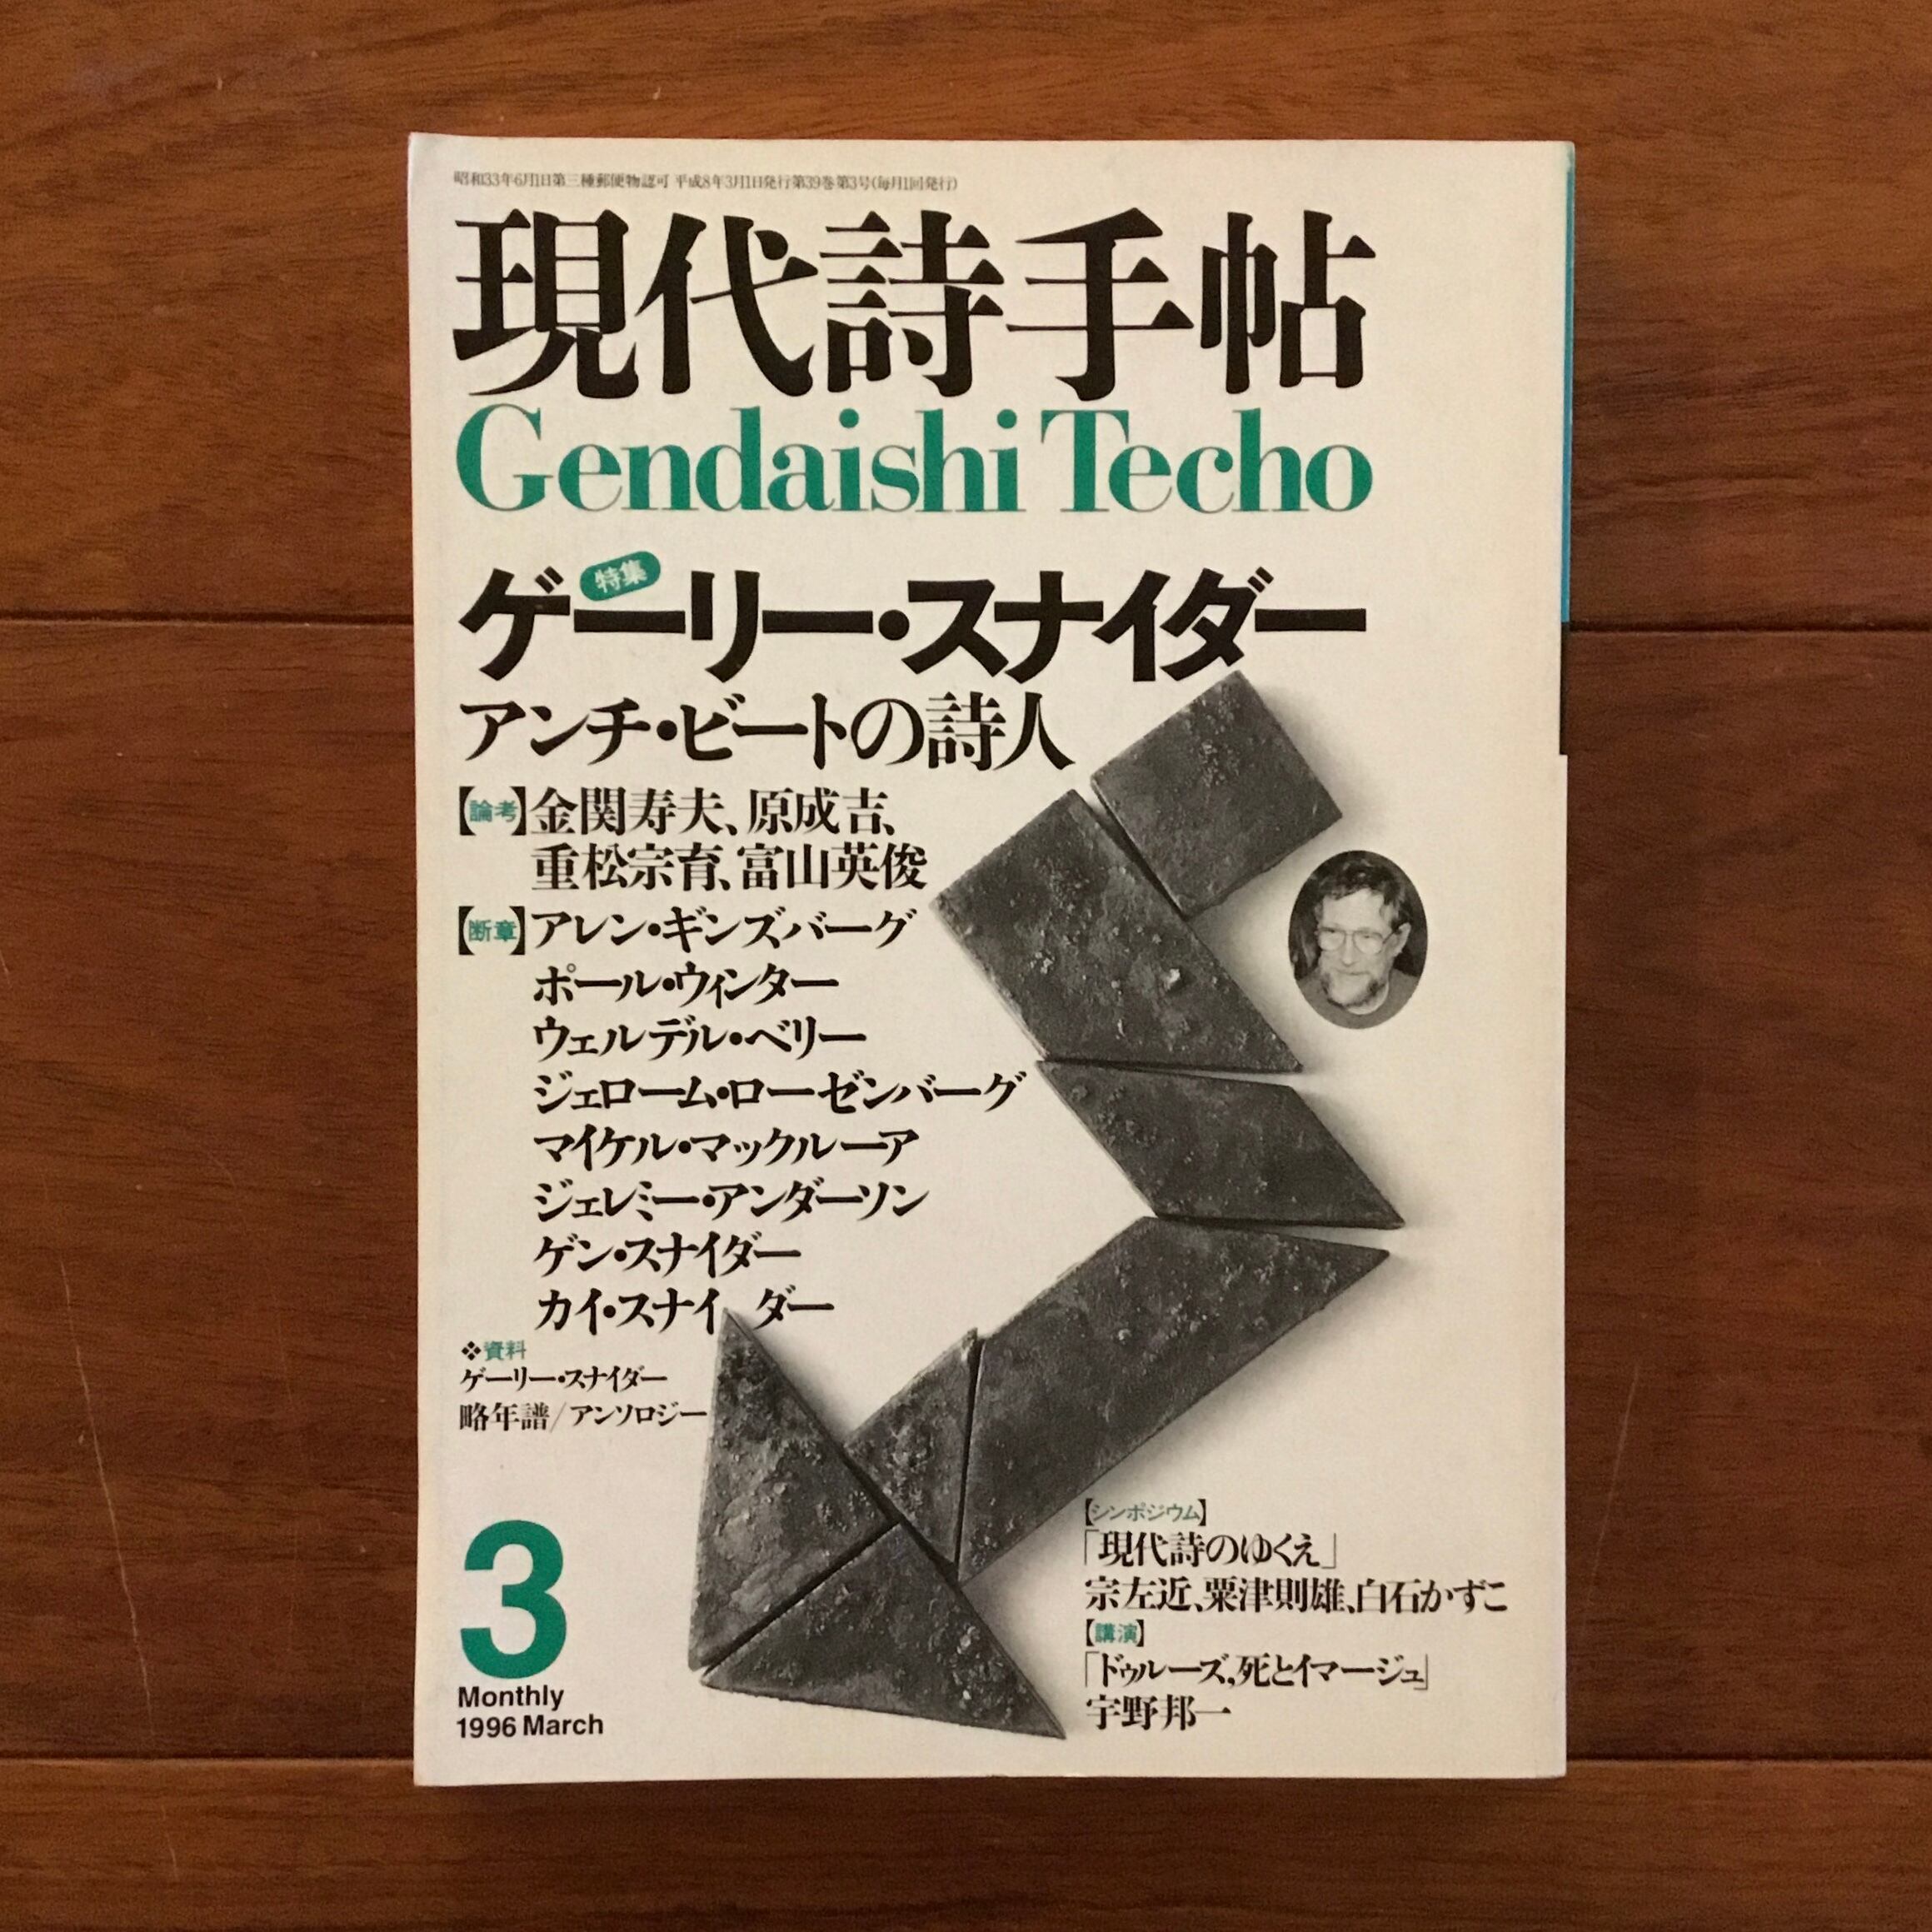 昭和33年6月1日第三種郵便物認可 平成8年3月1日発行第39巻第3号(毎月1回発行)
現代詩手帖
Gendaishi Techo
特集
ゲーリー・スナイダー
アンチ・ビートの詩人
【論考】金関寿夫、原成吉、
重松宗育、富山英俊
【断章】アレン・ギンズバーグ
ポール・ウィンター
ウェルデル・ベリー
ジェローム・ローゼンバーグ
マイケル・マックルーア
ジェレミー・アンダーソン
ゲン・スナイダー
カイ・スナイダー
❖資料
ゲーリー・スナイダー
略年譜/アンソロジー
3
Monthly
1996 March
【シンポジウム】
「現代詩のゆくえ」
宗左近、粟津則雄、白石かずこ
【講演】
「ドゥルーズ,死とイマージュ」
宇野邦一